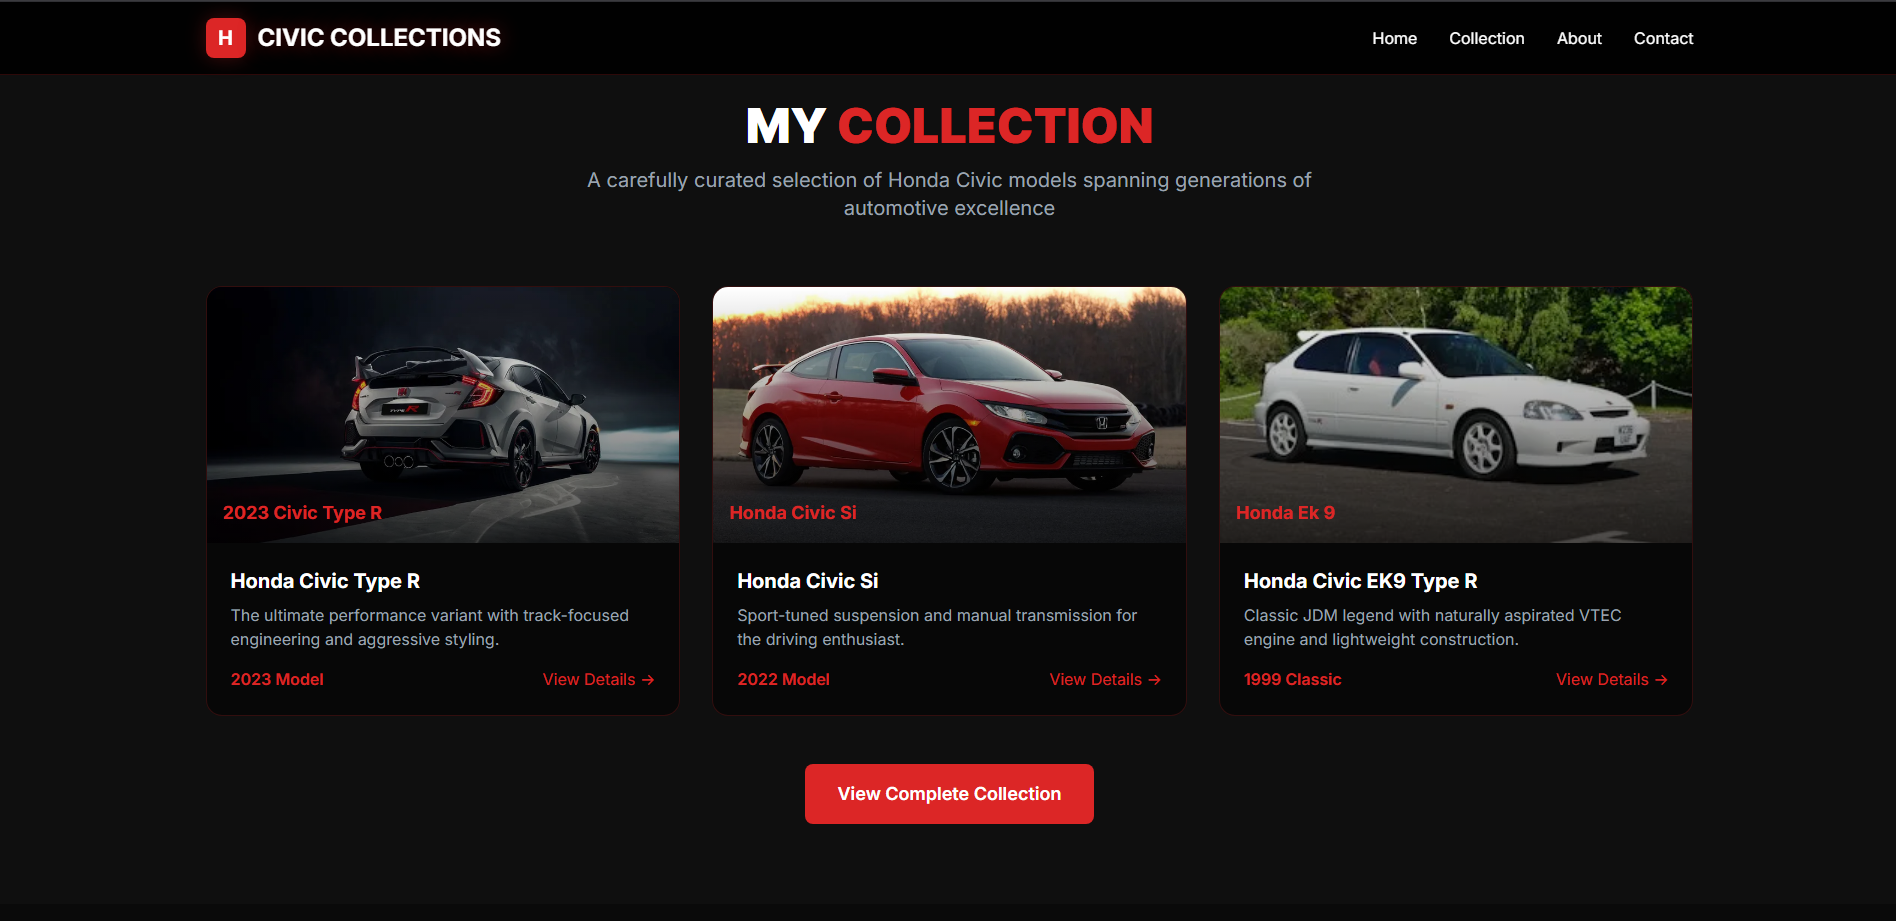 H CIVIC COLLECTIONS
Home Collection About Contact
MY COLLECTION
A carefully curated selection of Honda Civic models spanning generations of
automotive excellence
TYPE R
2023 Civic Type R
Honda Civic Type R
The ultimate performance variant with track-focused
engineering and aggressive styling.
2023 Model
View Details →
Honda Civic Si
Honda Civic Si
Sport-tuned suspension and manual transmission for
the driving enthusiast.
2022 Model
View Details →
Honda Ek 9
Honda Civic EK9 Type R
Classic JDM legend with naturally aspirated VTEC
engine and lightweight construction.
1999 Classic
View Details →
View Complete Collection